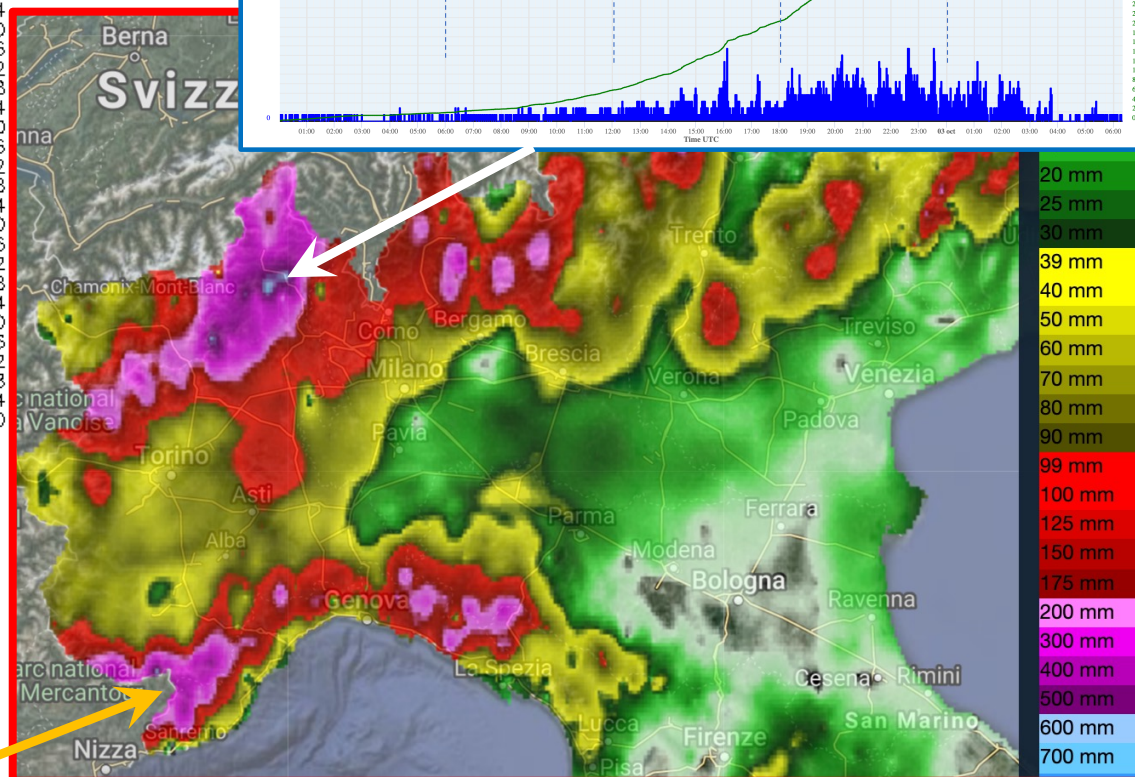 0
01:00 02:00 03:00 04:00 05:00 06:00 07:00 08:00 09:00 10:00 11:00 12:00 13:00 14:00 15:00 16:00 17:00 18:00 19:00 20:00 21:00 22:00 23:00 03 oct 01:00 02:00 03:00 04:00 05:00 06:00
Time UTC
Berna
Svizz
nna
20 mm
25 mm
30 mm
39 mm
40 mm
50 mm
60 mm
70 mm
80 mm
90 mm
99 mm
100 mm
125 mm
150 mm
175 mm
200 mm
300 mm
400 mm
500 mm
600 mm
700 mm
Trento
U
Chamonix-Mont-Blanc
Como
Bergamo
Treviso
Milano
Brescia
Verona
Venezia
c national
a Vanoise
Padova
Pavia
Torino
Asti
Ferrara
Parma
Alba
Modena
Bologna
Genova
Ravenna
arc national
Mercanto
La Spezia
Cesena
Rimini
San Marino
Sanremo
Lucca
Nizza
Firenze
Pisa